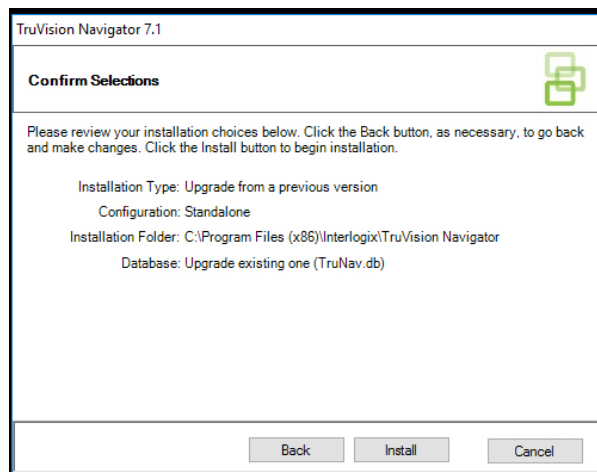 TruVision Navigator 7.1
Confirm Selections
Please review your installation choices below. Click the Back button, as necessary, to go back
and make changes. Click the Install button to begin installation.
Installation Type: Upgrade from a previous version
Configuration: Standalone
Installation Folder: C:\Program Files (x86)\Interlogix\TruVision Navigator
Database: Upgrade existing one (TruNav.db)
Back Install Cancel